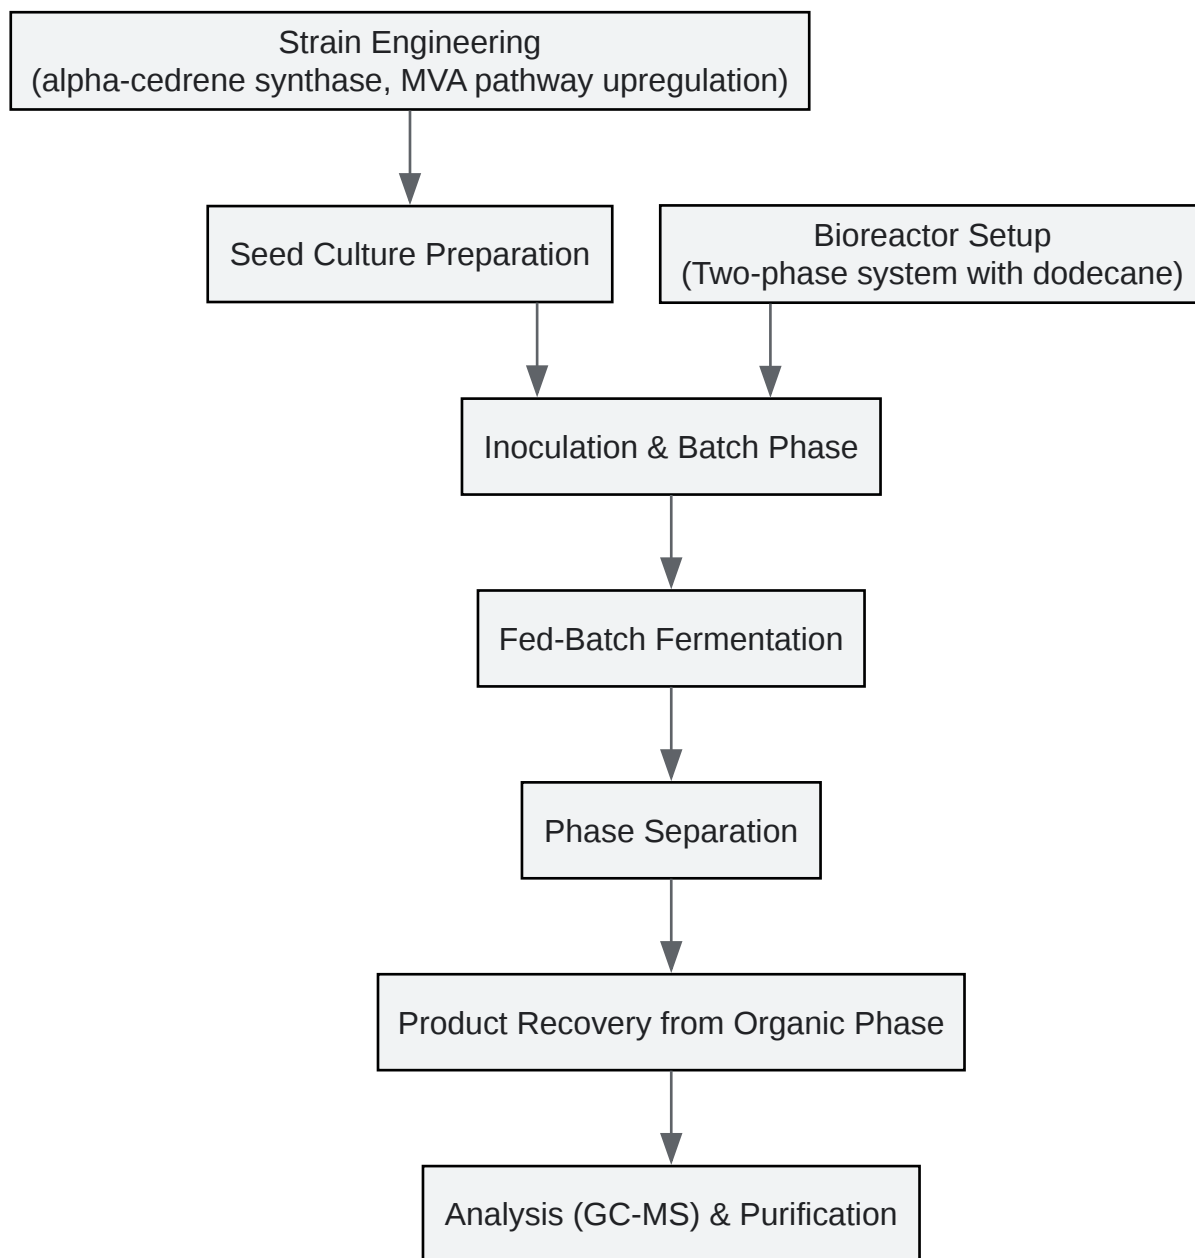 Strain Engineering
(alpha-cedrene synthase, MVA pathway upregulation)
Seed Culture Preparation
Bioreactor Setup
(Two-phase system with dodecane)
Inoculation & Batch Phase
Fed-Batch Fermentation
Phase Separation
Product Recovery from Organic Phase
Analysis (GC-MS) & Purification